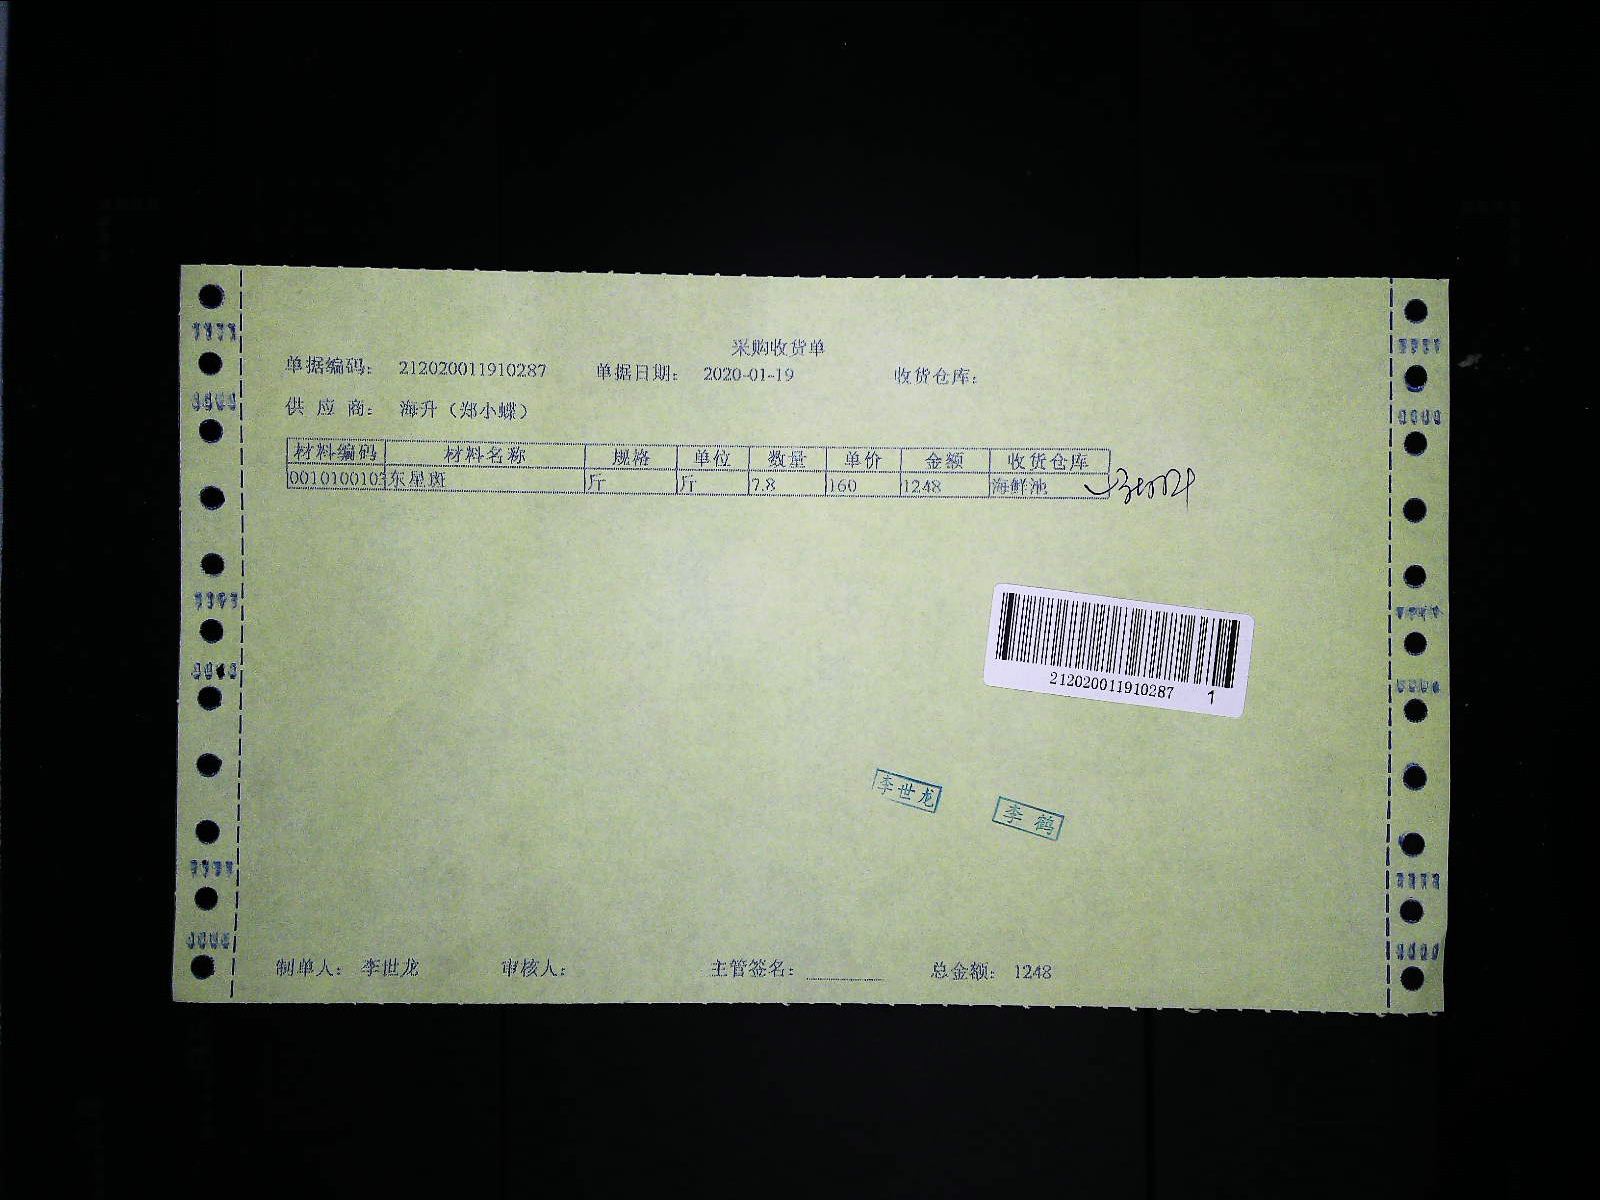 采购收货单
单据编码： 212020011910287 单据日期： 2020-01-19 收货仓库：
供 应 商： 海升（郑小蝶）
材料编码 材料名称 规格 单位 数量 单价 金额 收货仓库
0010100103 东星斑 斤 斤 7.8 160 1248 海鲜池
212020011910287 1
李世龙
李 鹤
制单人： 李世龙 审核人： 主管签名： 总金额： 1248